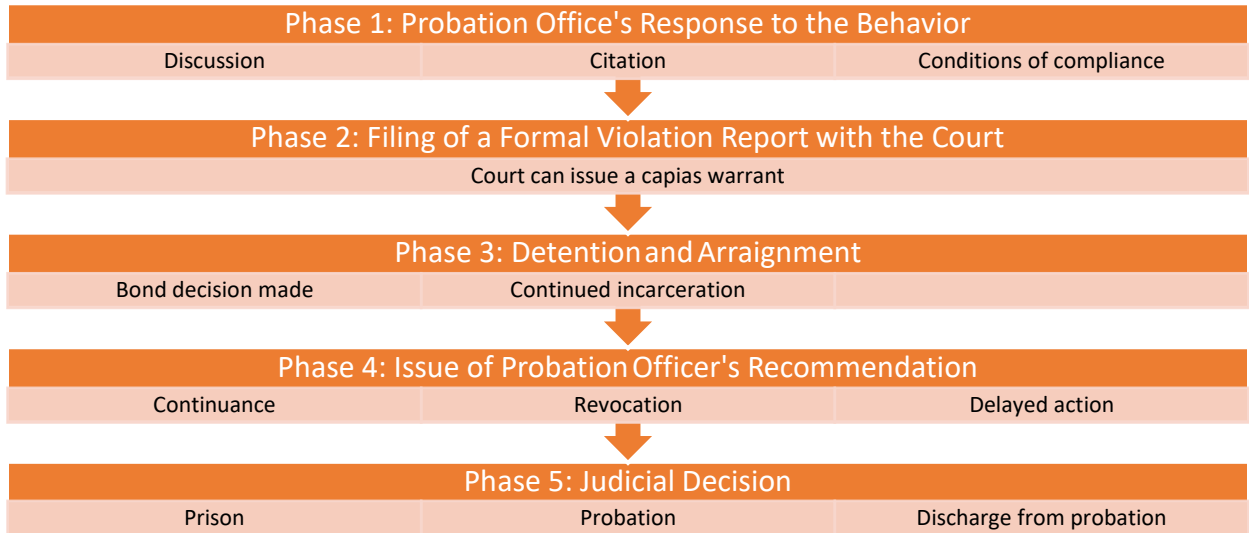 Phase 1: Probation Office's Response to the Behavior
Discussion Citation Conditions of compliance
Phase 2: Filing of a Formal Violation Report with the Court
Court can issue a capias warrant
Phase 3: Detention and Arraignment
Bond decision made Continued incarceration
Phase 4: Issue of Probation Officer's Recommendation
Continuance Revocation Delayed action
Phase 5: Judicial Decision
Prison Probation Discharge from probation